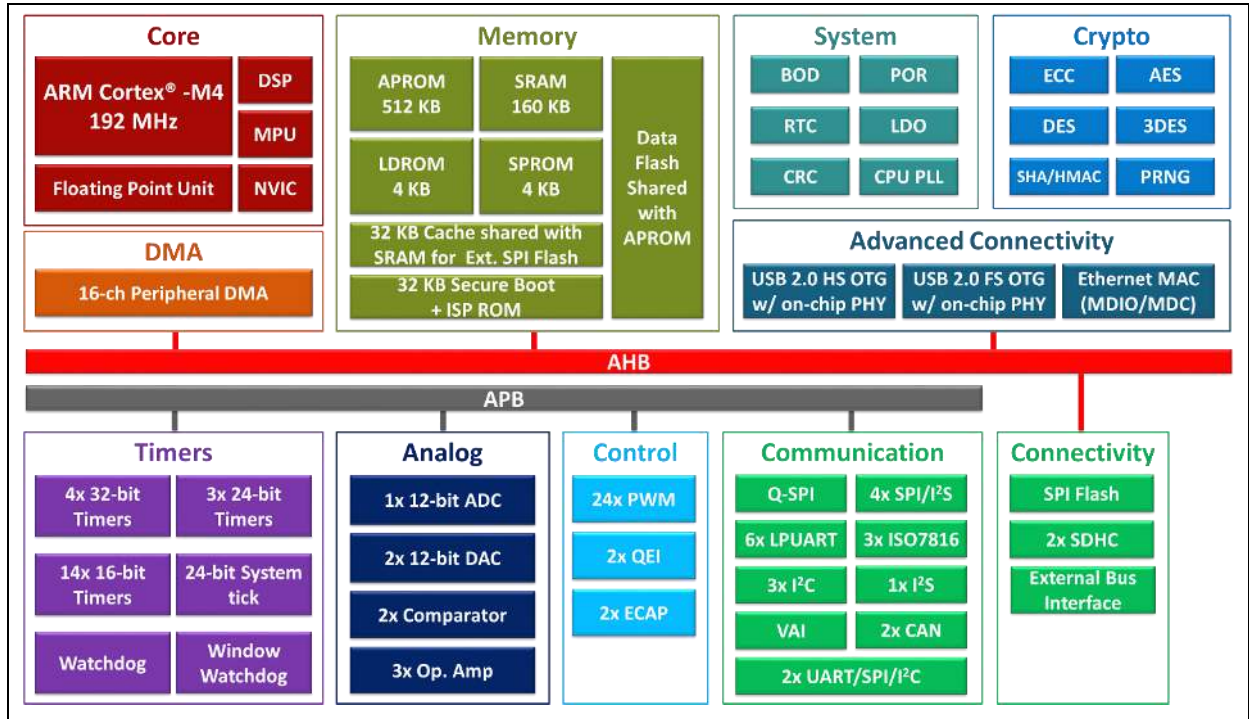 Core
ARM Cortex® -M4
192 MHz
DSP
MPU
Floating Point Unit
NVIC
DMA
16-ch Peripheral DMA
Memory
APROM
512 KB
SRAM
160 KB
LDROM
4 KB
SPROM
4 KB
Data
Flash
Shared
with
APROM
32 KB Cache shared with
SRAM for Ext. SPI Flash
32 KB Secure Boot
+ ISP ROM
System
BOD
POR
RTC
LDO
CRC
CPU PLL
Crypto
ECC
AES
DES
3DES
SHA/HMAC
PRNG
Advanced Connectivity
USB 2.0 HS OTG
w/ on-chip PHY
USB 2.0 FS OTG
w/ on-chip PHY
Ethernet MAC
(MDIO/MDC)
AHB
APB
Timers
4x 32-bit
Timers
3x 24-bit
Timers
14x 16-bit
Timers
24-bit System
tick
Watchdog
Window
Watchdog
Analog
1x 12-bit ADC
2x 12-bit DAC
2x Comparator
3x Op. Amp
Control
24x PWM
2x QEI
2x ECAP
Communication
Q-SPI
4x SPI/I²S
6x LPUART
3x ISO7816
3x I²C
1x I²S
VAI
2x CAN
2x UART/SPI/I²C
Connectivity
SPI Flash
2x SDHC
External Bus
Interface